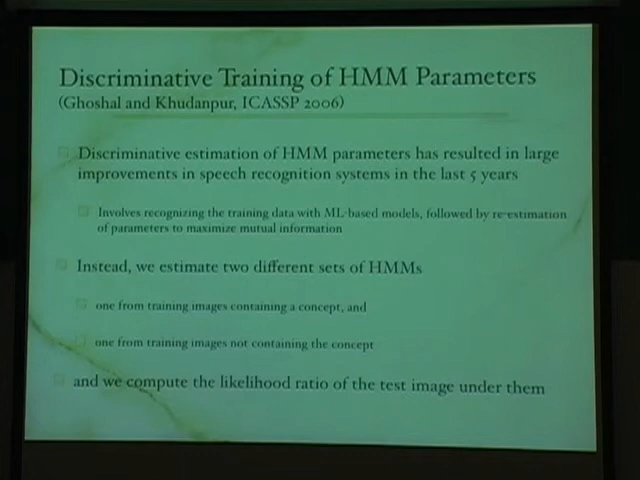 Discriminative Training of HMM Parameters
(Ghoshal and Khudanpur, ICASSP 2006)
Discriminative estimation of HMM parameters has resulted in large
improvements in speech recognition systems in the last 5 years
Involves recognizing the training data with ML-based models, followed by re-estimation
of parameters to maximize mutual information
Instead, we estimate two different sets of HMMs
one from training images containing a concept, and
one from training images not containing the concept
and we compute the likelihood ratio of the test image under them